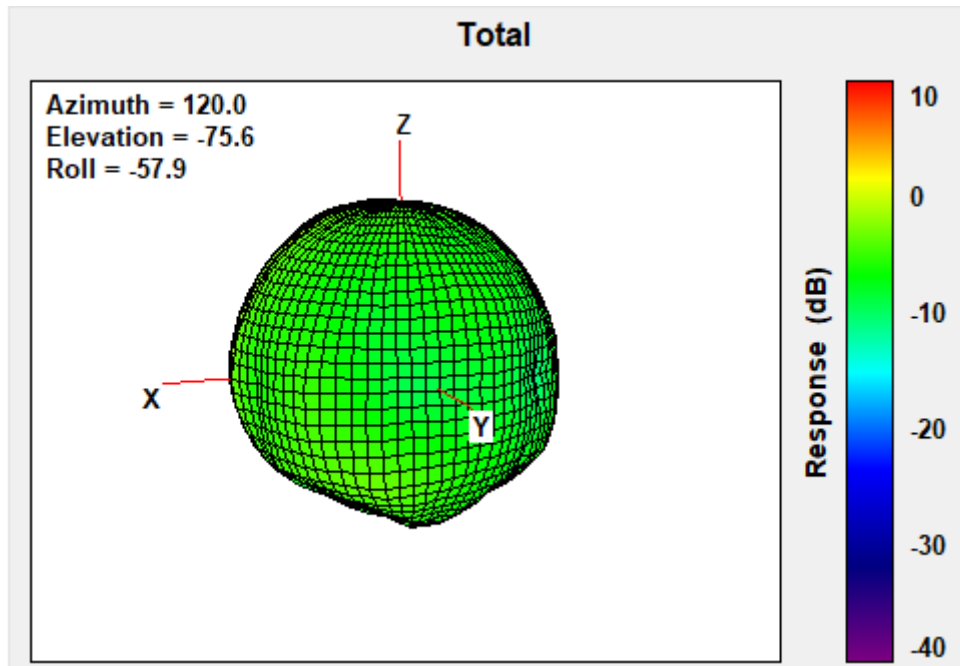 Total
Azimuth = 120.0
Elevation = -75.6
Roll = -57.9
Z
X
Y
Response (dB)
10
0
-10
-20
-30
-40